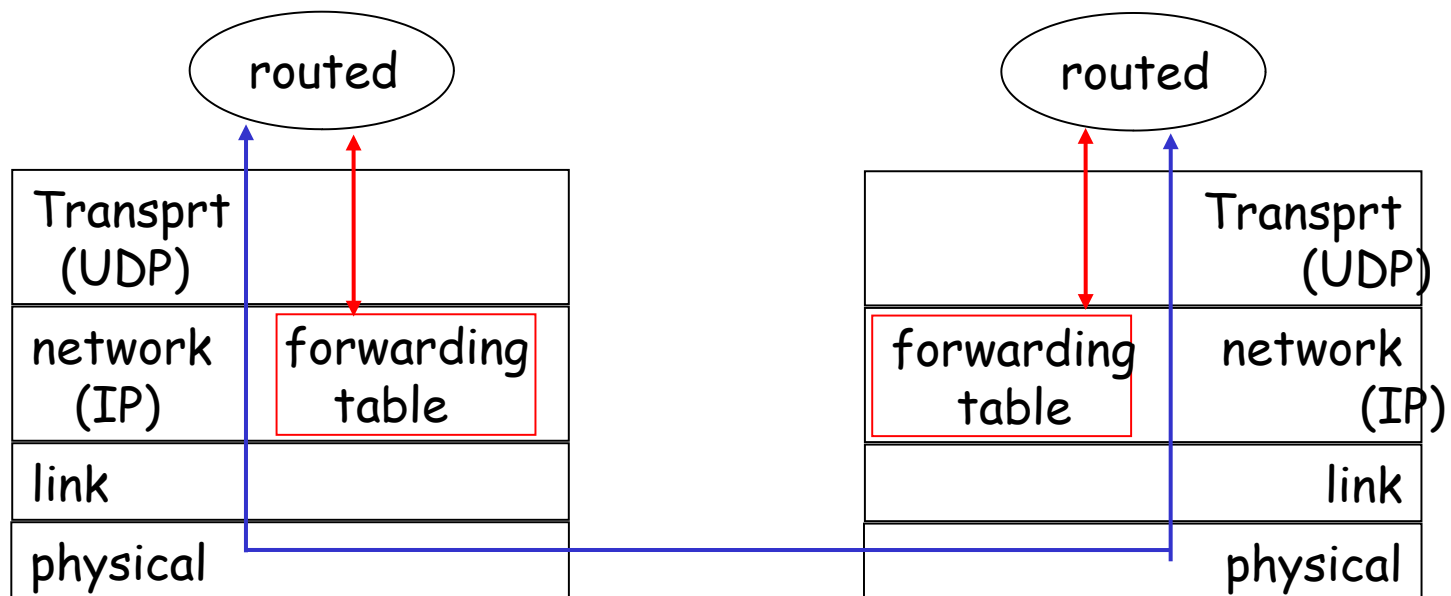 routed
routed
Transprt
(UDP)
Transprt
(UDP)
network
(IP)
forwarding
table
forwarding
table
network
(IP)
link
link
physical
physical